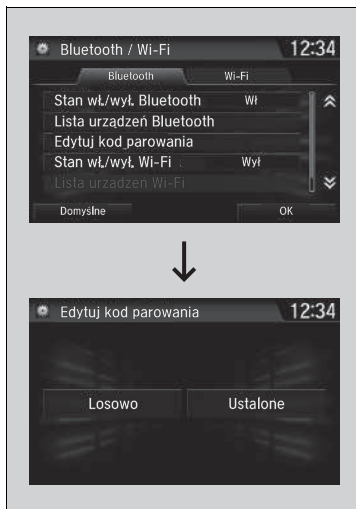 Bluetooth / Wi-Fi 12:34
Bluetooth Wi-Fi
Stan wł./wył. Bluetooth Wł
Lista urządzeń Bluetooth
Edytuj kod parowania
Stan wł./wył. Wi-Fi Wył
Lista urządzeń Wi-Fi
Domyślne OK
Edytuj kod parowania 12:34
Losowo Ustalone